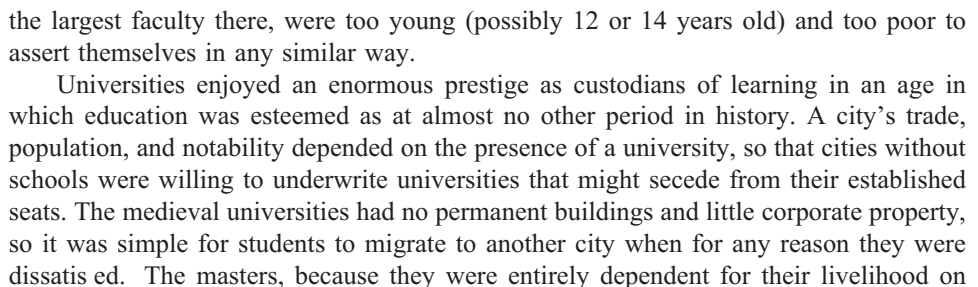 the largest faculty there, were too young (possibly 12 or 14 years old) and too poor to
assert themselves in any similar way.
Universities enjoyed an enormous prestige as custodians of learning in an age in
which education was esteemed as at almost no other period in history. A city's trade,
population, and notability depended on the presence of a university, so that cities without
schools were willing to underwrite universities that might secede from their established
seats. The medieval universities had no permanent buildings and little corporate property,
so it was simple for students to migrate to another city when for any reason they were
dissatis ed. The masters, because they were entirely dependent for their livelihood on